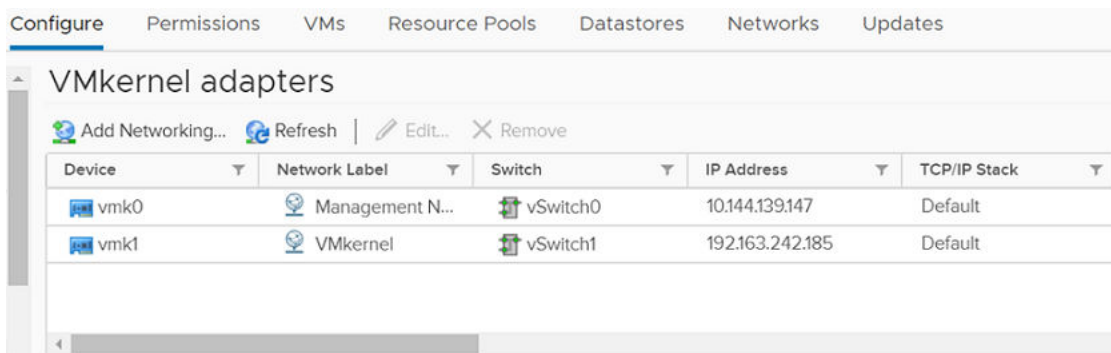 Configure Permissions VMs Resource Pools Datastores Networks Updates
VMkernel adapters
Add Networking... Refresh Edit... Remove
Device Network Label Switch IP Address TCP/IP Stack
vmk0 Management N... vSwitch0 10.144.139.147 Default
vmk1 VMkernel vSwitch1 192.163.242.185 Default